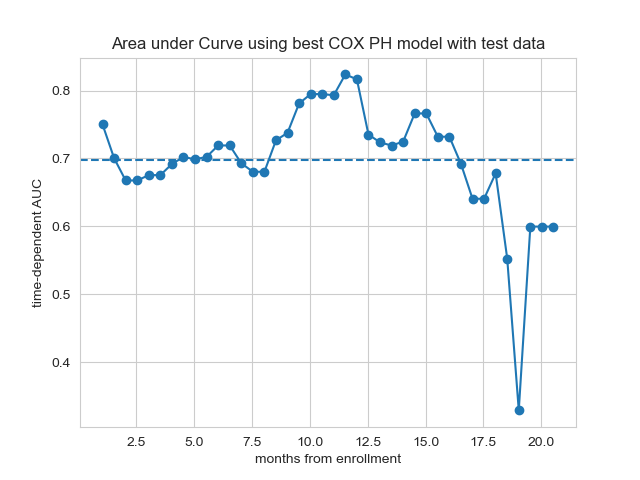 Area under Curve using best COX PH model with test data
time-dependent AUC
0.8
0.7
0.6
0.5
0.4
2.5 5.0 7.5 10.0 12.5 15.0 17.5 20.0
months from enrollment